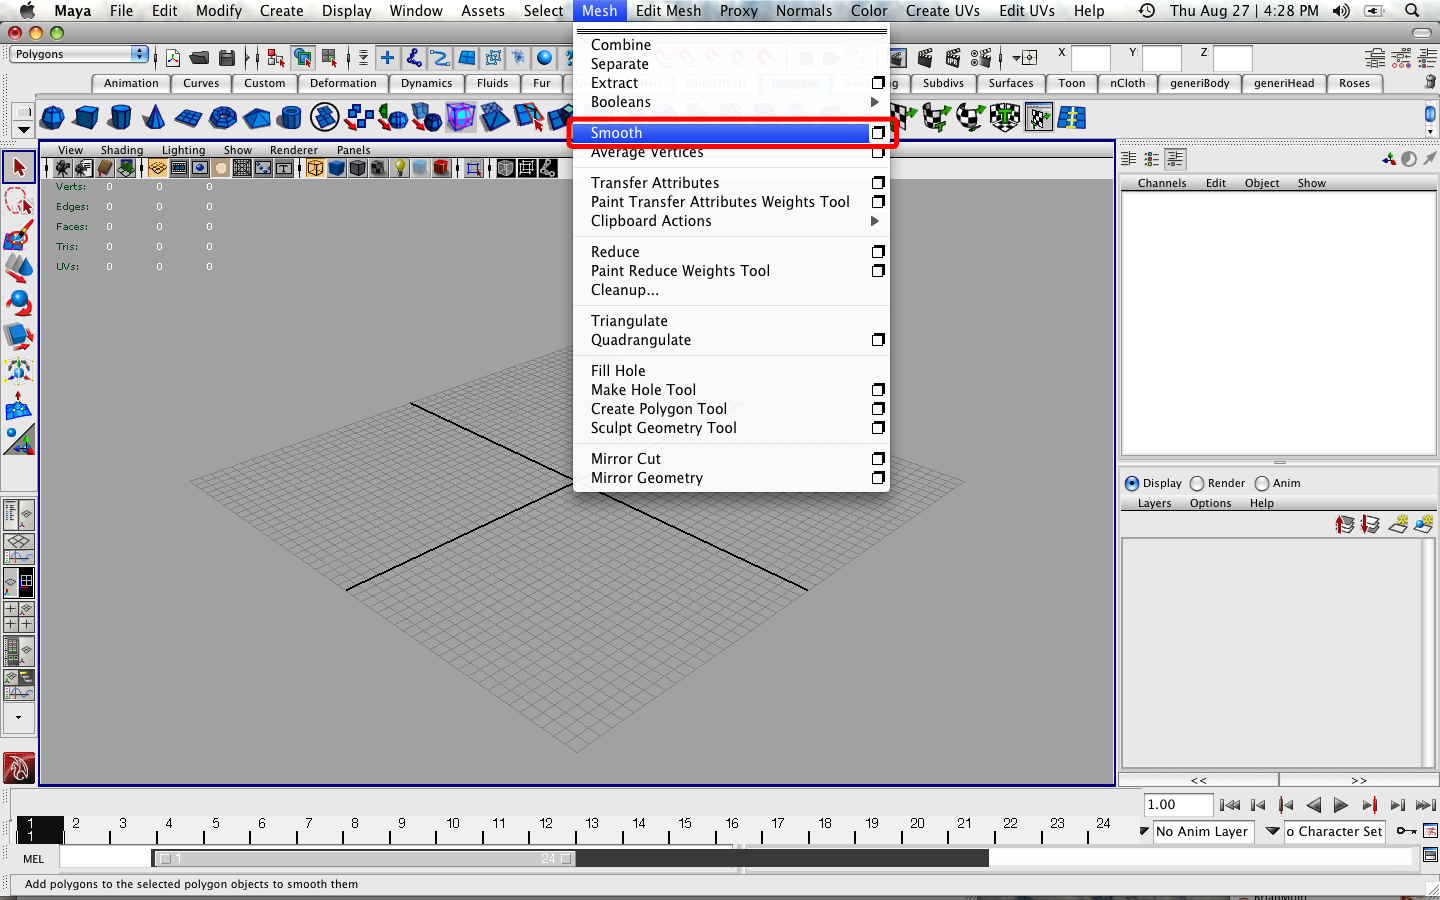 Maya File Edit Modify Create Display Window Assets Select Mesh Edit Mesh Proxy Normals Color Create UVs Edit UVs Help Thu Aug 27 4:28 PM
Polygons X: Y: Z:
Animation Curves Custom Deformation Dynamics Fluids Fur PaintEffects Polygons Subdivs Surfaces Toon nCloth generiBody generiHead Roses
Combine
Separate
Extract
Booleans
Smooth
Average Vertices
Transfer Attributes
Paint Transfer Attributes Weights Tool
Clipboard Actions
Reduce
Paint Reduce Weights Tool
Cleanup...
Triangulate
Quadrangulate
Fill Hole
Make Hole Tool
Create Polygon Tool
Sculpt Geometry Tool
Mirror Cut
Mirror Geometry
View Shading Lighting Show Renderer Panels
Verts: 0 0 0
Edges: 0 0 0
Faces: 0 0 0
Tris: 0 0 0
UVs: 0 0 0
Channels Edit Object Show
Display Render Anim
Layers Options Help
<< >>
1.00
1 2 3 4 5 6 7 8 9 10 11 12 13 14 15 16 17 18 19 20 21 22 23 24
1
No Anim Layer o Character Set
MEL 1 24
Add polygons to the selected polygon objects to smooth them